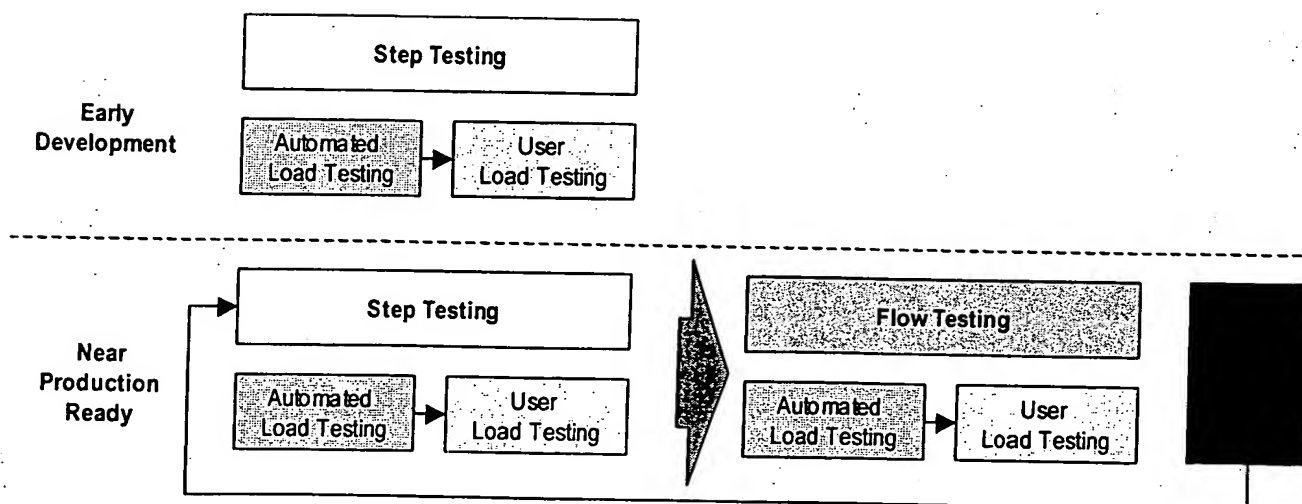 Step Testing
Early
Development
Automated
Load Testing
User
Load Testing
Near
Production
Ready
Step Testing
Automated
Load Testing
User
Load Testing
Flow Testing
Automated
Load Testing
User
Load Testing